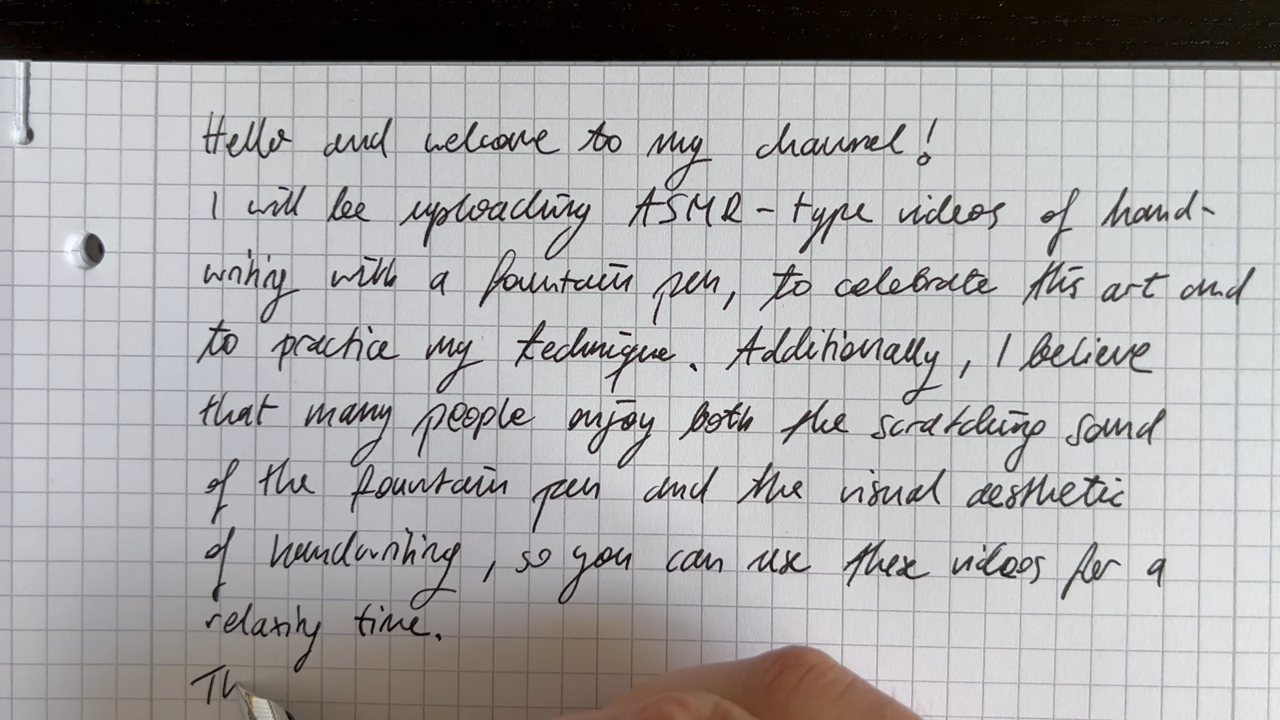 Hello and welcome to my channel!
I will be uploading ASMR-type videos of hand-
writing with a fountain pen, to celebrate this art and
to practice my technique. Additionally, I believe
that many people enjoy both the scratching sound
of the fountain pen and the visual aesthetic
of handwriting, so you can use these videos for a
relaxing time.
Th